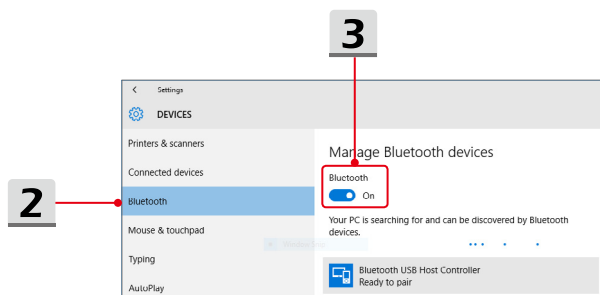 3
Settings
DEVICES
Printers & scanners
Connected devices
2
Bluetooth
Mouse & touchpad
Typing
AutoPlay
Manage Bluetooth devices
Bluetooth
On
Your PC is searching for and can be discovered by Bluetooth
devices.
Bluetooth USB Host Controller
Ready to pair